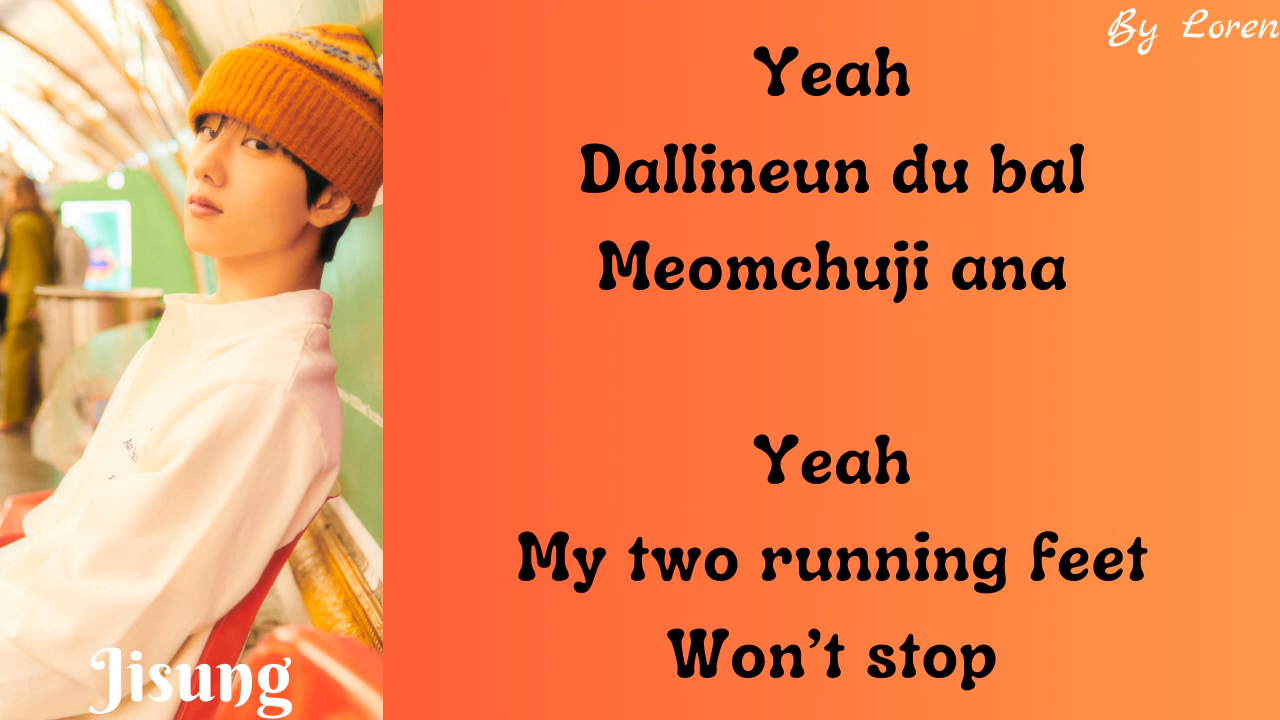 By Loren
Yeah
Dallineun du bal
Meomchuji ana
Yeah
My two running feet
Won't stop
Jisung